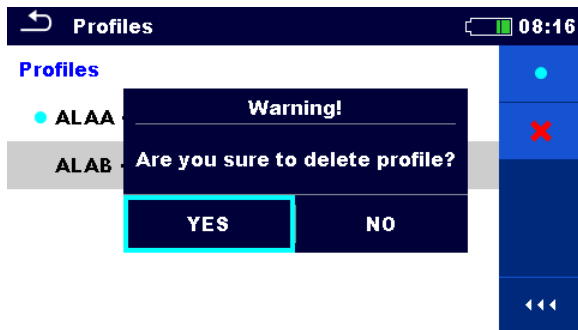 Profiles 08:16
Profiles
ALAA -
ALAB -
Warning!
Are you sure to delete profile?
YES NO